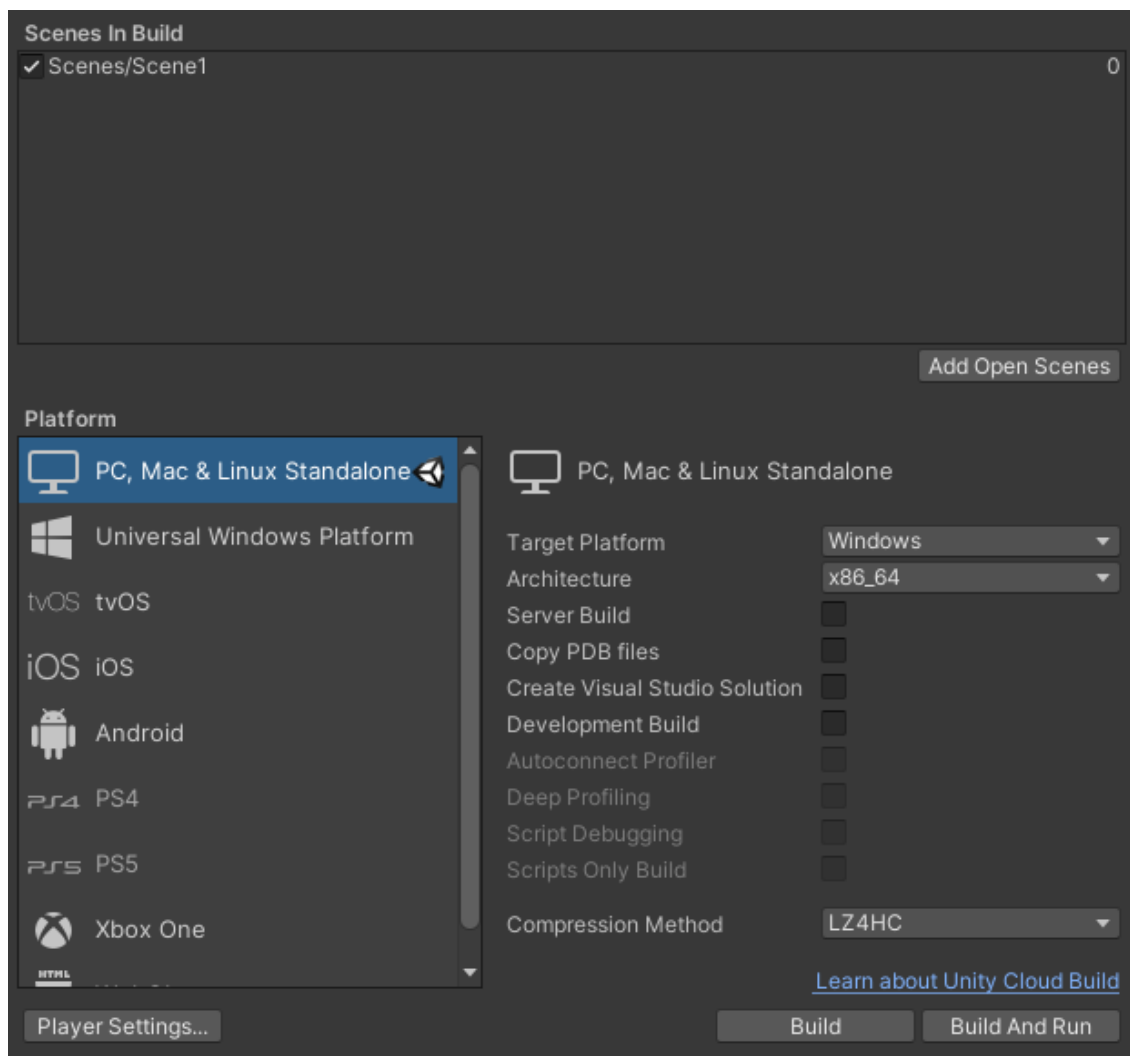 Scenes In Build
Scenes/Scene1 0
Add Open Scenes
Platform
PC, Mac & Linux Standalone
Universal Windows Platform
tvOS tvOS
iOS iOS
Android
PS4 PS4
PS5 PS5
Xbox One
HTML
PC, Mac & Linux Standalone
Target Platform Windows
Architecture x86_64
Server Build
Copy PDB files
Create Visual Studio Solution
Development Build
Autoconnect Profiler
Deep Profiling
Script Debugging
Scripts Only Build
Compression Method LZ4HC
Learn about Unity Cloud Build
Player Settings... Build Build And Run